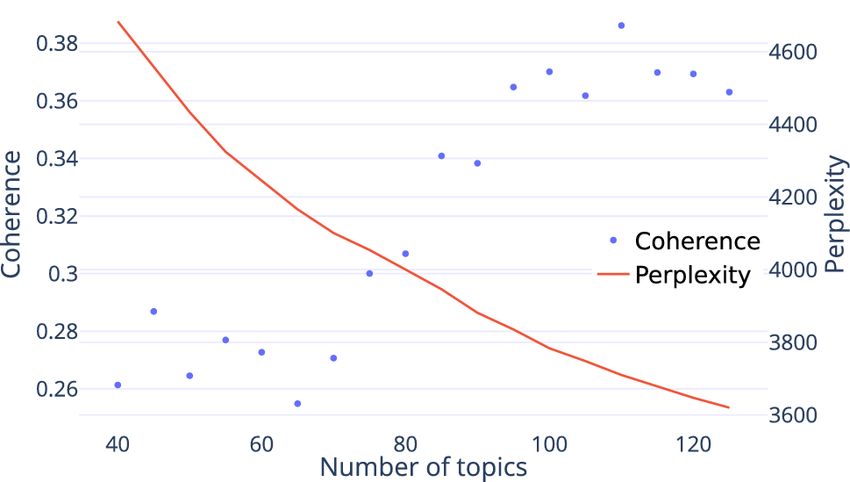 0.38
0.36
0.34
0.32
0.3
0.28
0.26
Coherence
4600
4400
4200
4000
3800
3600
Perplexity
Coherence
Perplexity
40 60 80 100 120
Number of topics